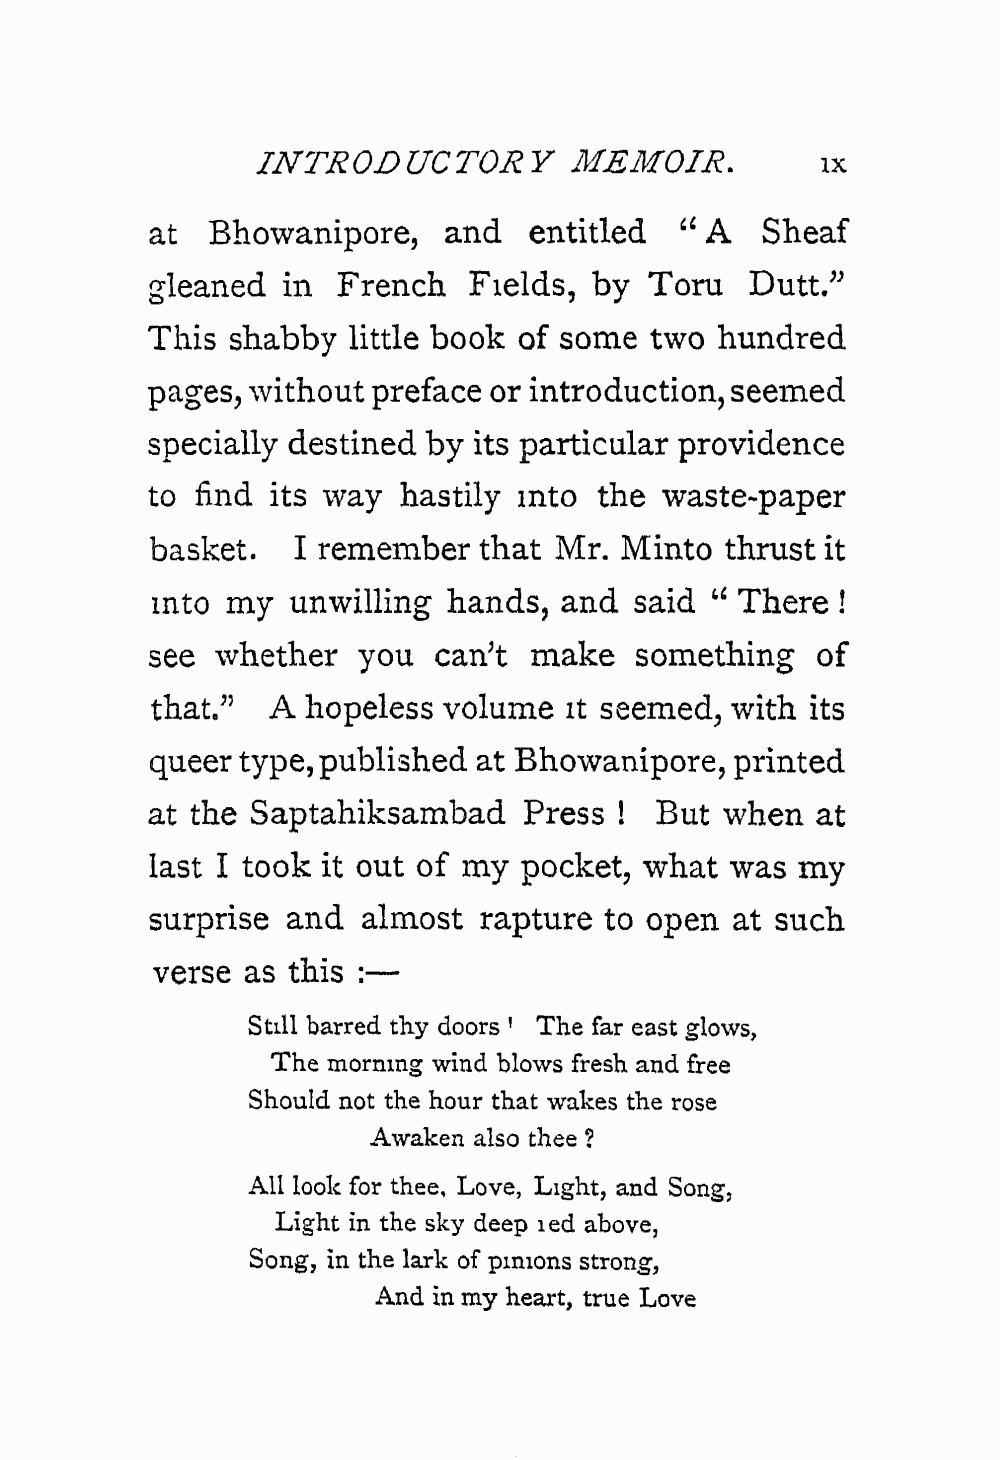 INTRODUCTORY MEMOIR. ix
at Bhowanipore, and entitled “ A Sheaf
gleaned in French Fields, by Toru Dutt.”
This shabby little book of some two hundred
pages, without preface or introduction, seemed
specially destined by its particular providence
to find its way hastily into the waste-paper
basket. I remember that Mr. Minto thrust it
into my unwilling hands, and said “ There !
see whether you can’t make something of
that.” A hopeless volume it seemed, with its
queer type, published at Bhowanipore, printed
at the Saptahiksambad Press ! But when at
last I took it out of my pocket, what was my
surprise and almost rapture to open at such
verse as this :—
Still barred thy doors ! The far east glows,
The morning wind blows fresh and free
Should not the hour that wakes the rose
Awaken also thee ?
All look for thee, Love, Light, and Song,
Light in the sky deep red above,
Song, in the lark of pinions strong,
And in my heart, true Love